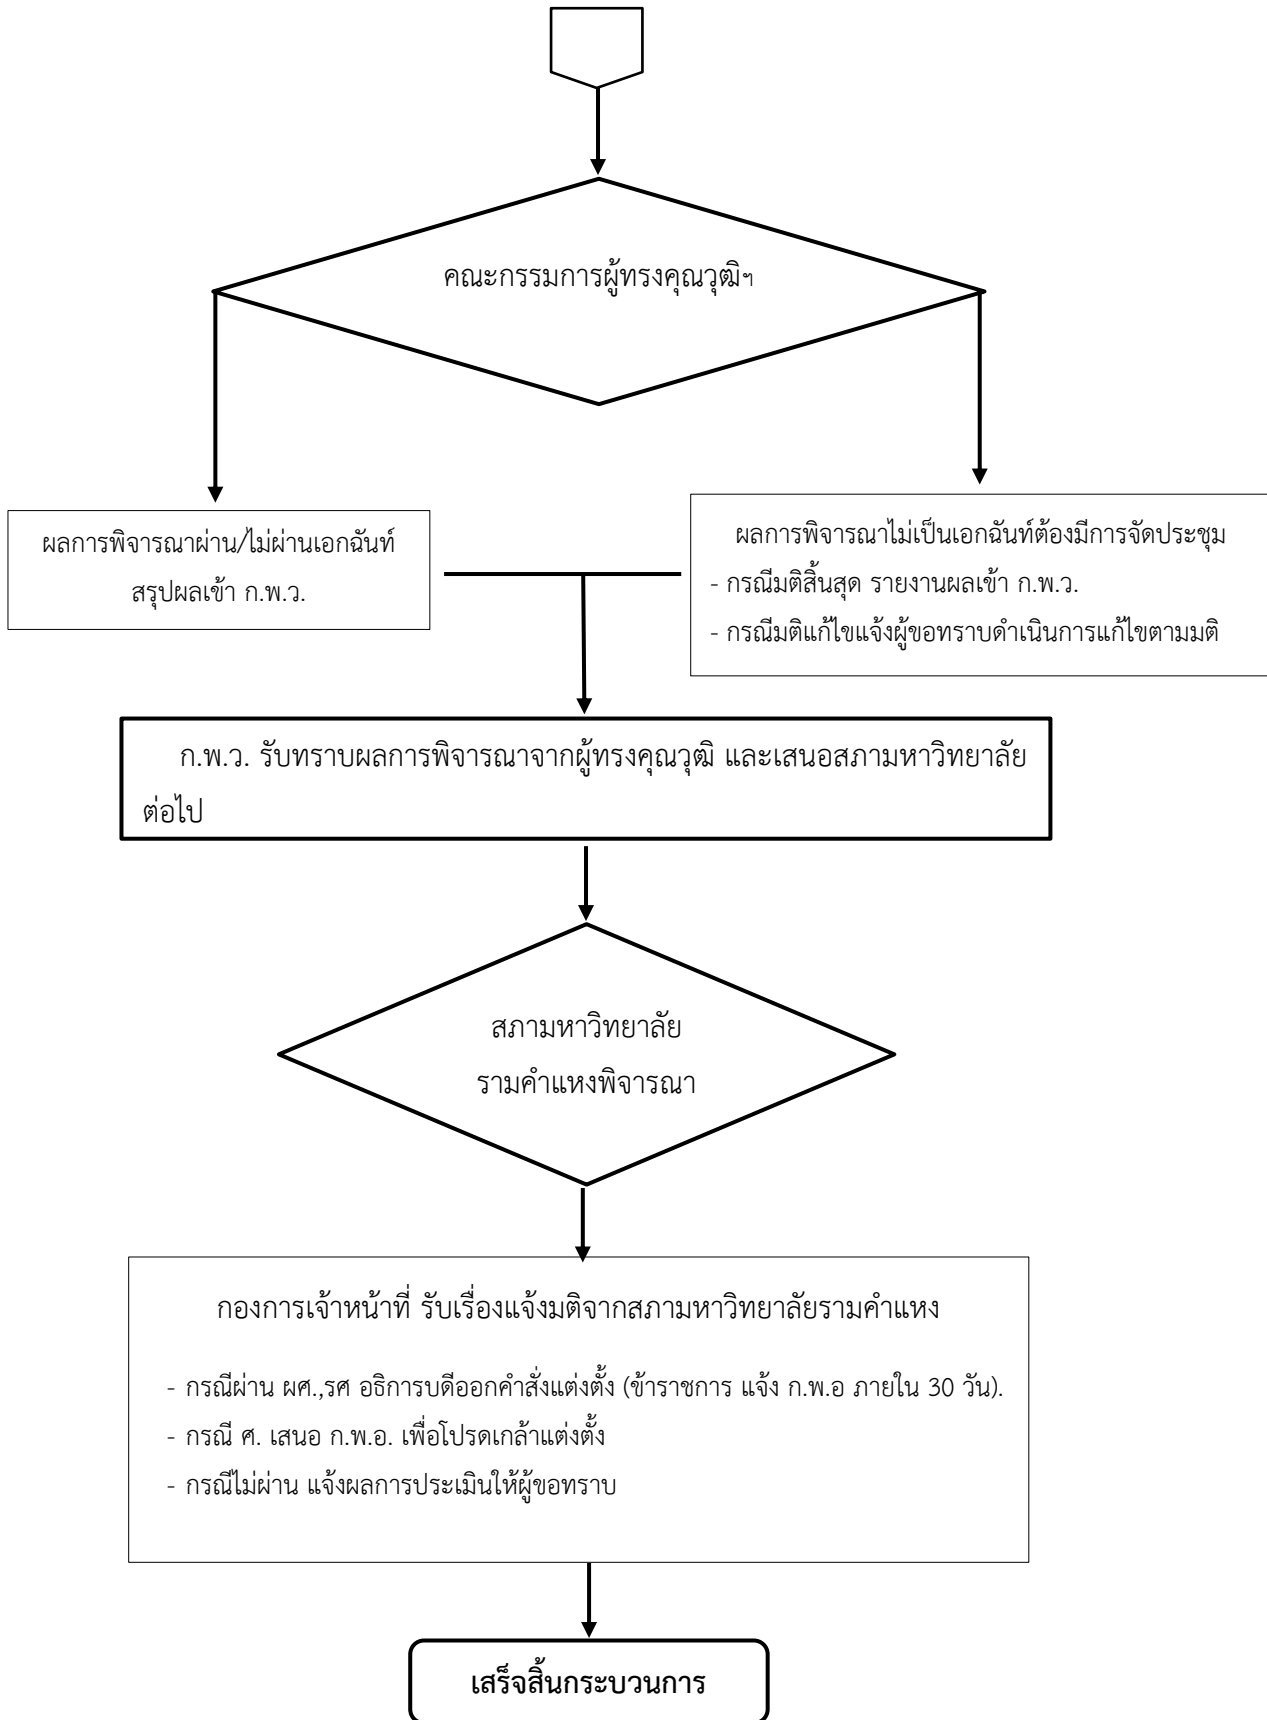 คณะกรรมการผู้ทรงคุณวุฒิฯ
ผลการพิจารณาผ่าน/ไม่ผ่านเอกฉันท์
สรุปผลเข้า ก.พ.ว.
ผลการพิจารณาไม่เป็นเอกฉันท์ต้องมีการจัดประชุม
- กรณีมติสิ้นสุด รายงานผลเข้า ก.พ.ว.
- กรณีมติแก้ไขแจ้งผู้ขอทราบดำเนินการแก้ไขตามมติ
ก.พ.ว. รับทราบผลการพิจารณาจากผู้ทรงคุณวุฒิ และเสนอสภามหาวิทยาลัย
ต่อไป
สภามหาวิทยาลัย
รามคำแหงพิจารณา
กองการเจ้าหน้าที่ รับเรื่องแจ้งมติจากสภามหาวิทยาลัยรามคำแหง
- กรณีผ่าน ผศ.,รศ อธิการบดีออกคำสั่งแต่งตั้ง (ข้าราชการ แจ้ง ก.พ.อ ภายใน 30 วัน).
- กรณี ศ. เสนอ ก.พ.อ. เพื่อโปรดเกล้าแต่งตั้ง
- กรณีไม่ผ่าน แจ้งผลการประเมินให้ผู้ขอทราบ
เสร็จสิ้นกระบวนการ